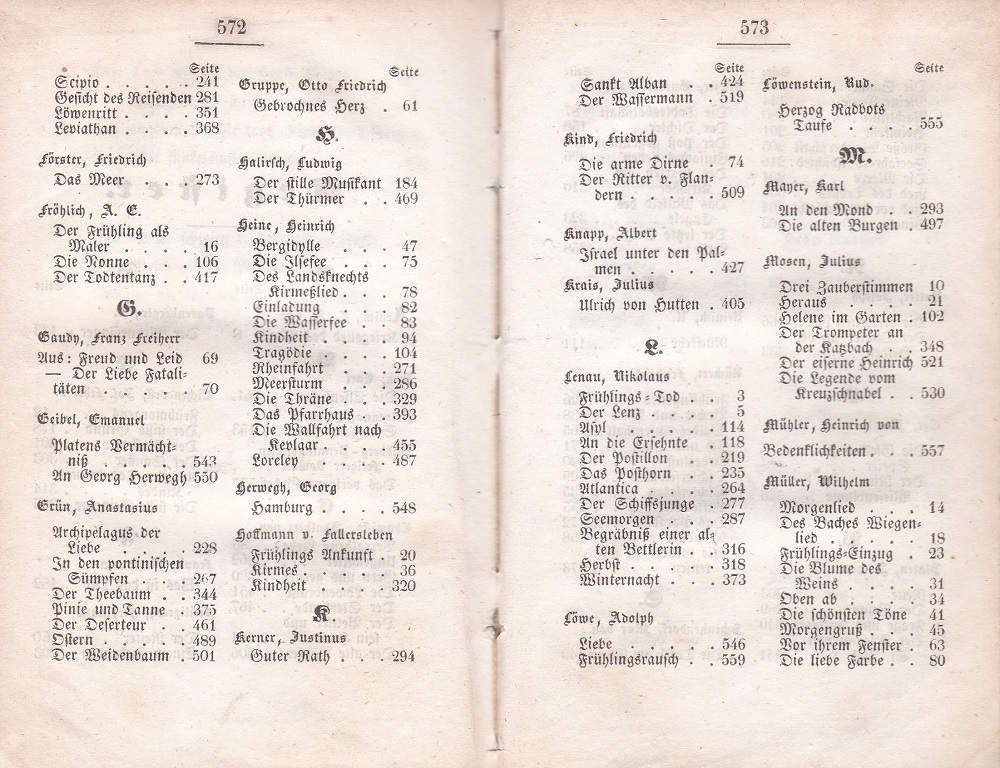 572
Seite
Scipio . . . . . 241
Gesicht des Reisenden 281
Löwenritt . . . . 351
Leviathan . . . . 368
Förster, Friedrich
Das Meer . . . . 273
Fröhlich, A. E.
Der Frühling als
Maler . . . . . 16
Die Nonne . . . . 106
Der Todtentanz . . 417
G.
Gaudy, Franz Freiherr
Aus: Freud und Leid 69
— Der Liebe Fatali-
täten . . . . . 70
Geibel, Emanuel
Platens Vermächt-
niß . . . . . . 543
An Georg Herwegh 550
Grün, Anastasius
Archipelagus der
Liebe . . . . . 228
In den pontinischen
Sümpfen . . . . 267
Der Theebaum . . 344
Pinie und Tanne . 375
Der Deserteur . . 461
Ostern . . . . . 489
Der Weidenbaum . 501
Seite
Gruppe, Otto Friedrich
Gebrochnes Herz . 61
H.
Halirsch, Ludwig
Der stille Musikant 184
Der Thürmer . . . 469
Heine, Heinrich
Bergidylle . . . 47
Die Ilsefee . . . 75
Des Landsknechts
Kirmeßlied . . . 78
Einladung . . . 82
Die Wasserfee . . 83
Kindheit . . . . 94
Tragödie . . . . 104
Rheinfahrt . . . 271
Meersturm . . . 286
Die Thräne . . . 329
Das Pfarrhaus . . 393
Die Wallfahrt nach
Kevlaar . . . . 455
Loreley . . . . 487
Herwegh, Georg
Hamburg . . . . 548
Hoffmann v. Fallersleben
Frühlings Ankunft . 20
Kirmes . . . . . 36
Kindheit . . . . 320
K.
Kerner, Justinus
Guter Rath . . . 294
573
Seite
Sankt Alban . . 424
Der Wassermann . 519
Kind, Friedrich
Die arme Dirne . 74
Der Ritter v. Flan-
dern . . . . . 509
Knapp, Albert
Israel unter den Pal-
men . . . . . . 427
Krais, Julius
Ulrich von Hutten . 405
L.
Lenau, Nikolaus
Frühlings-Tod . . 3
Der Lenz . . . . 5
Asyl . . . . . . 114
An die Ersehnte . 118
Der Postillon . . 219
Das Posthorn . . 235
Atlantica . . . . 264
Der Schiffsjunge . 277
Seemorgen . . . 287
Begräbniß einer al-
ten Bettlerin . . 316
Herbst . . . . . 318
Winternacht . . . 373
Löwe, Adolph
Liebe . . . . . 546
Frühlingsrausch . 559
Seite
Löwenstein, Rud.
Herzog Radbots
Taufe . . . . 555
M.
Mayer, Karl
An den Mond . . 293
Die alten Burgen . 497
Mosen, Julius
Drei Zauberstimmen 10
Heraus . . . . . 21
Helene im Garten . 102
Der Trompeter an
der Katzbach . . 348
Der eiserne Heinrich 521
Die Legende vom
Kreuzschnabel . . 530
Mühler, Heinrich von
Bedenklichkeiten . . 557
Müller, Wilhelm
Morgenlied . . . 14
Des Baches Wiegen-
lied . . . . . . 18
Frühlings-Einzug . 23
Die Blume des
Weins . . . . 31
Oben ab . . . . 34
Die schönsten Töne 41
Morgengruß . . . 45
Vor ihrem Fenster . 63
Die liebe Farbe . . 80